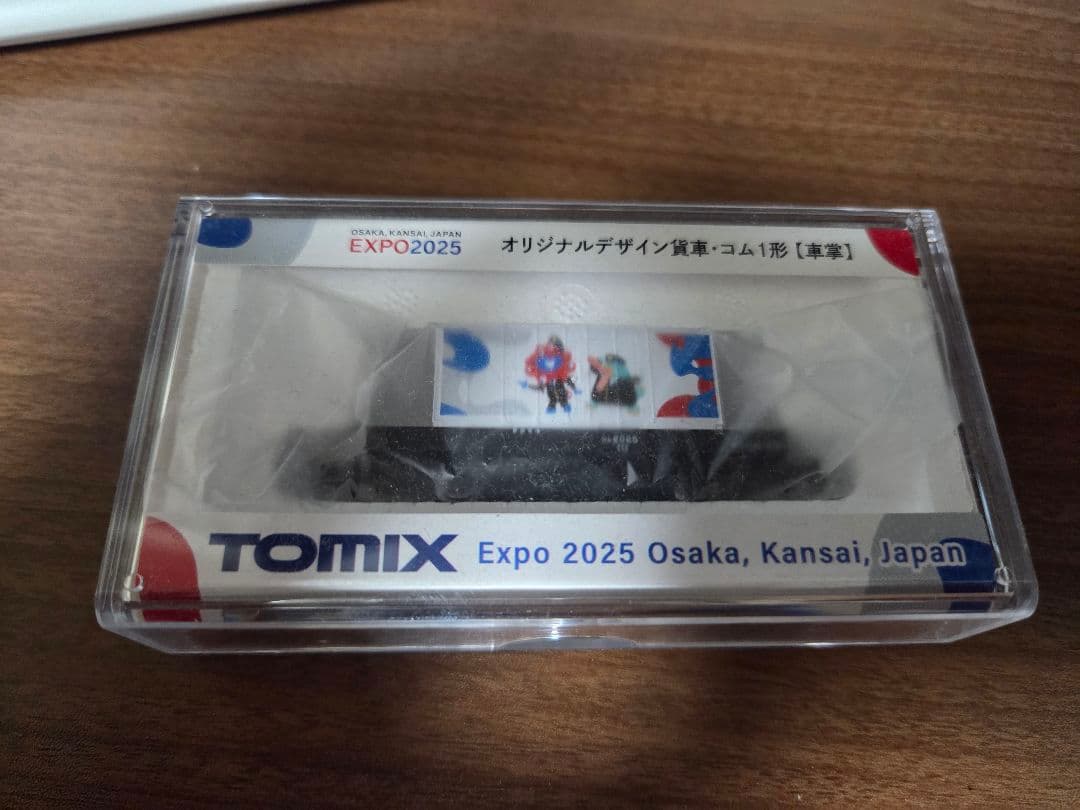 OSAKA, KANSAI, JAPAN
EXPO2025
オリジナルデザイン貨車・コム1形【車掌】
TOMIX
Expo 2025 Osaka, Kansai, Japan